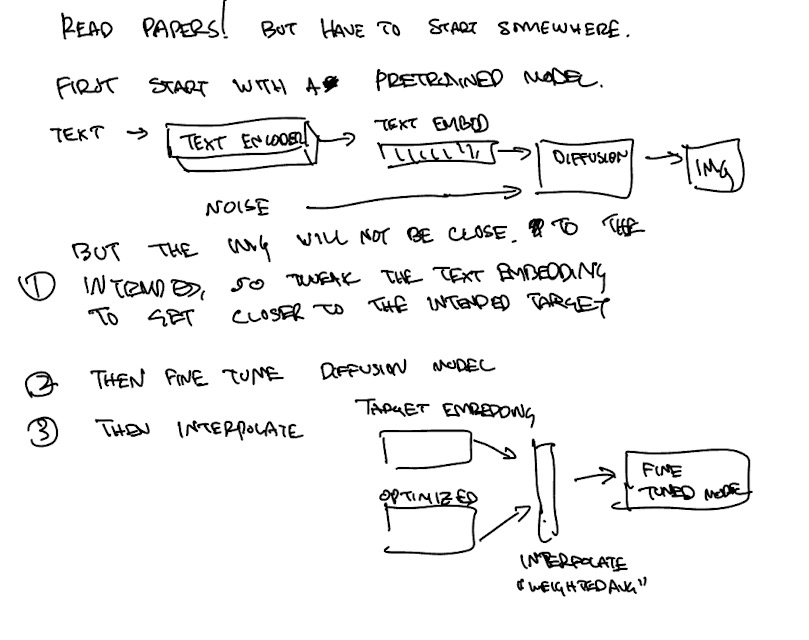 READ PAPERS! BUT HAVE TO START SOMEWHERE.
FIRST START WITH A PRETRAINED MODEL.
TEXT → TEXT ENCODER → TEXT EMBED → DIFFUSION → IMG
NOISE
BUT THE IMG WILL NOT BE CLOSE. TO THE
① INTENDED, SO TWEAK THE TEXT EMBEDDING
TO GET CLOSER TO THE INTENDED TARGET
② THEN FINE TUNE DIFFUSION MODEL
③ THEN INTERPOLATE
TARGET EMBEDDING
OPTIMIZED
FINE
TUNED MODEL
INTERPOLATE
"WEIGHTED AVG"